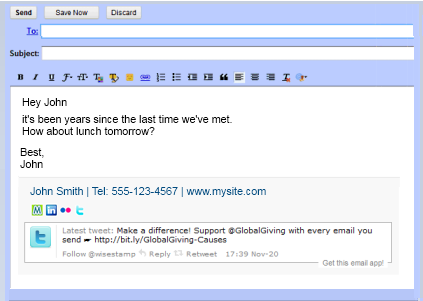 Send Save Now Discard
To:
Subject:
Hey John
it's been years since the last time we've met.
How about lunch tomorrow?
Best,
John
John Smith | Tel: 555-123-4567 | www.mysite.com
Latest tweet: Make a difference! Support @GlobalGiving with every email you
send ➨ http://bit.ly/GlobalGiving-Causes
Follow @wisestamp Reply Retweet 17:39 Nov-20
Get this email app!